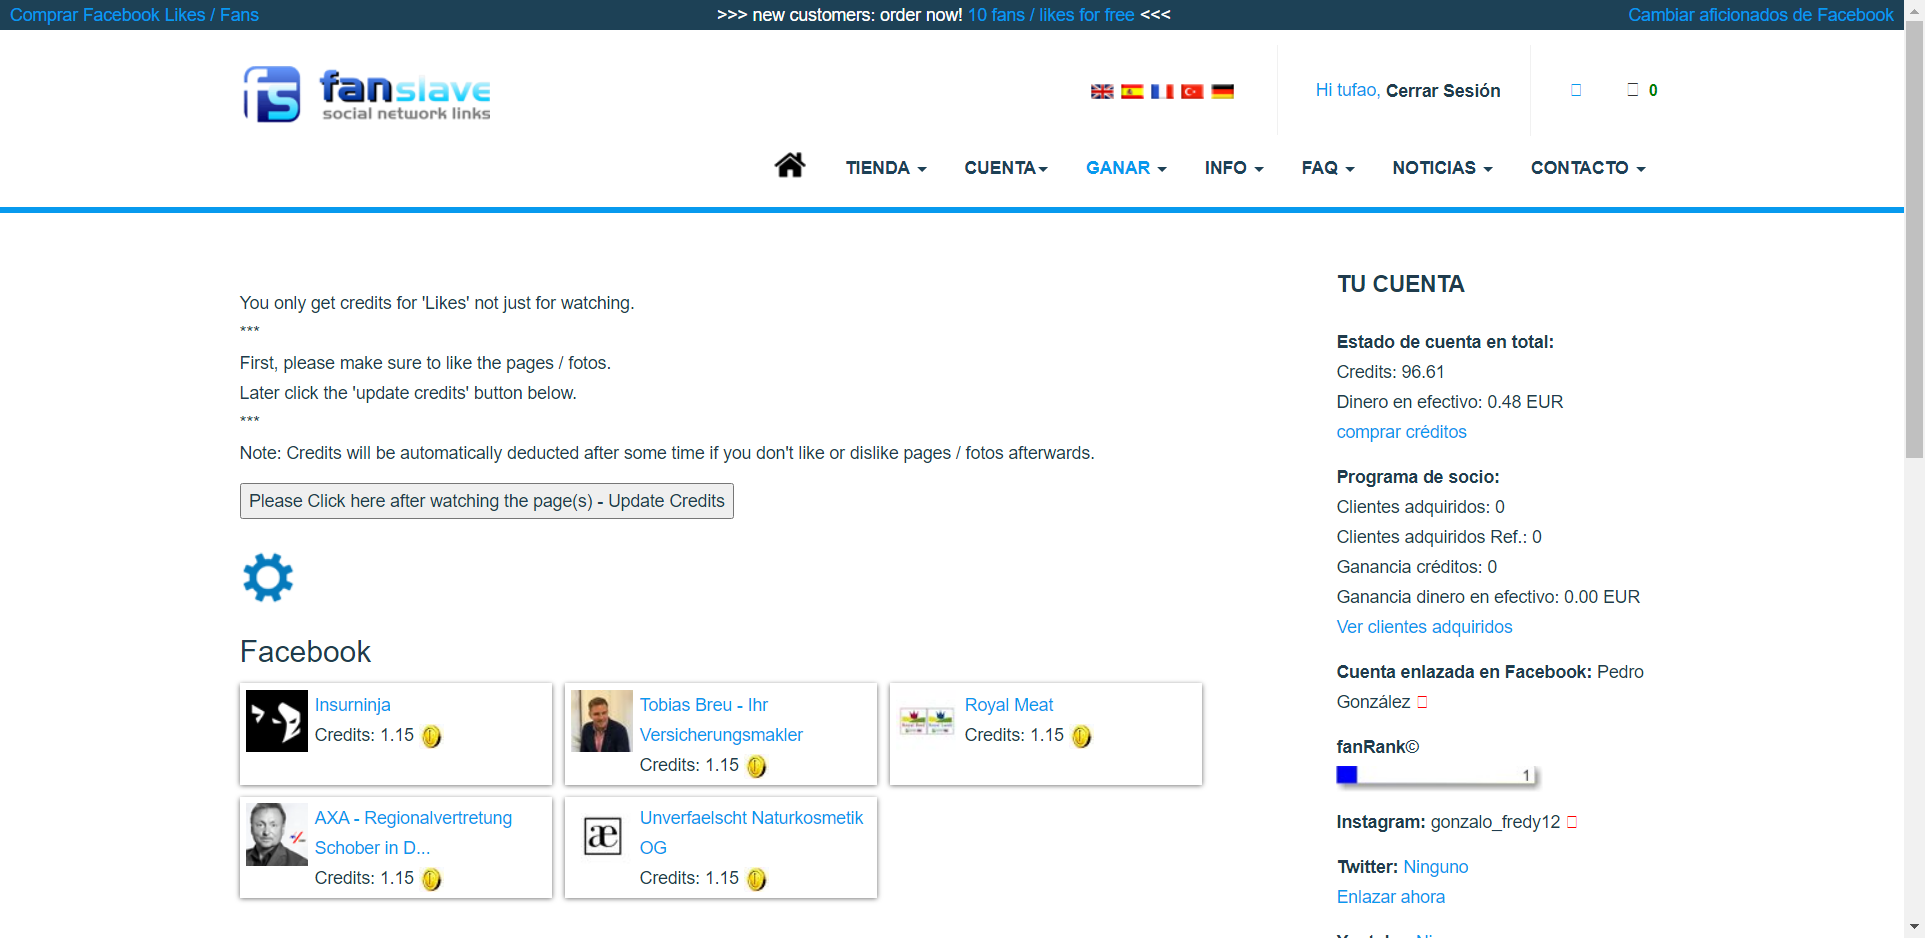 Comprar Facebook Likes / Fans
>>> new customers: order now! 10 fans / likes for free <<<
Cambiar aficionados de Facebook
fs fanslave
social network links
Hi tufao, Cerrar Sesión
0
TIENDA
CUENTA
GANAR
INFO
FAQ
NOTICIAS
CONTACTO
You only get credits for 'Likes' not just for watching.
***
First, please make sure to like the pages / fotos.
Later click the 'update credits' button below.
***
Note: Credits will be automatically deducted after some time if you don't like or dislike pages / fotos afterwards.
Please Click here after watching the page(s) - Update Credits
Facebook
Insurninja
Credits: 1.15
Tobias Breu - Ihr
Versicherungsmakler
Credits: 1.15
Royal Meat
Credits: 1.15
AXA - Regionalvertretung
Schober in D...
Credits: 1.15
æ
Unverfaelscht Naturkosmetik
OG
Credits: 1.15
TU CUENTA
Estado de cuenta en total:
Credits: 96.61
Dinero en efectivo: 0.48 EUR
comprar créditos
Programa de socio:
Clientes adquiridos: 0
Clientes adquiridos Ref.: 0
Ganancia créditos: 0
Ganancia dinero en efectivo: 0.00 EUR
Ver clientes adquiridos
Cuenta enlazada en Facebook: Pedro
González
fanRank©
1
Instagram: gonzalo_fredy12
Twitter: Ninguno
Enlazar ahora